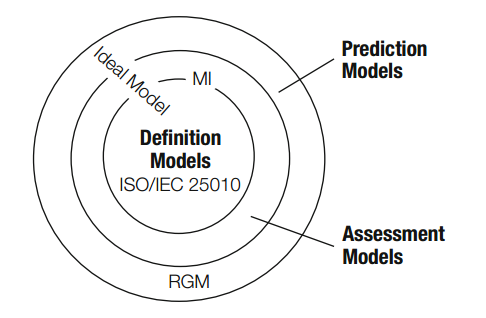 Prediction
Models
Ideal Model
MI
Definition
Models
ISO/IEC 25010
Assessment
Models
RGM